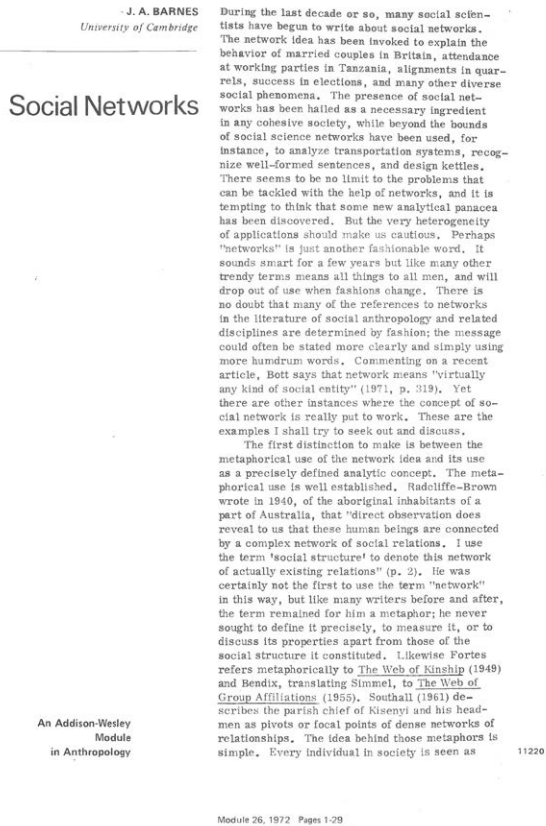 J. A. BARNES
University of Cambridge
Social Networks
During the last decade or so, many social scien-
tists have begun to write about social networks.
The network idea has been invoked to explain the
behavior of married couples in Britain, attendance
at working parties in Tanzania, alignments in quar-
rels, success in elections, and many other diverse
social phenomena. The presence of social net-
works has been hailed as a necessary ingredient
in any cohesive society, while beyond the bounds
of social science networks have been used, for
instance, to analyze transportation systems, recog-
nize well-formed sentences, and design kettles.
There seems to be no limit to the problems that
can be tackled with the help of networks, and it is
tempting to think that some new analytical panacea
has been discovered. But the very heterogeneity
of applications should make us cautious. Perhaps
"networks" is just another fashionable word. It
sounds smart for a few years but like many other
trendy terms means all things to all men, and will
drop out of use when fashions change. There is
no doubt that many of the references to networks
in the literature of social anthropology and related
disciplines are determined by fashion; the message
could often be stated more clearly and simply using
more humdrum words. Commenting on a recent
article, Bott says that network means "virtually
any kind of social entity" (1971, p. 319). Yet
there are other instances where the concept of so-
cial network is really put to work. These are the
examples I shall try to seek out and discuss.
The first distinction to make is between the
metaphorical use of the network idea and its use
as a precisely defined analytic concept. The meta-
phorical use is well established. Radcliffe-Brown
wrote in 1940, of the aboriginal inhabitants of a
part of Australia, that "direct observation does
reveal to us that these human beings are connected
by a complex network of social relations. I use
the term 'social structure' to denote this network
of actually existing relations" (p. 2). He was
certainly not the first to use the term "network"
in this way, but like many writers before and after,
the term remained for him a metaphor; he never
sought to define it precisely, to measure it, or to
discuss its properties apart from those of the
social structure it constituted. Likewise Fortes
refers metaphorically to The Web of Kinship (1949)
and Bendix, translating Simmel, to The Web of
Group Affiliations (1955). Southall (1961) de-
scribes the parish chief of Kisenyi and his head-
men as pivots or focal points of dense networks of
relationships. The idea behind those metaphors is
simple. Every individual in society is seen as
An Addison-Wesley
Module
in Anthropology
11220
Module 26, 1972 Pages 1-29